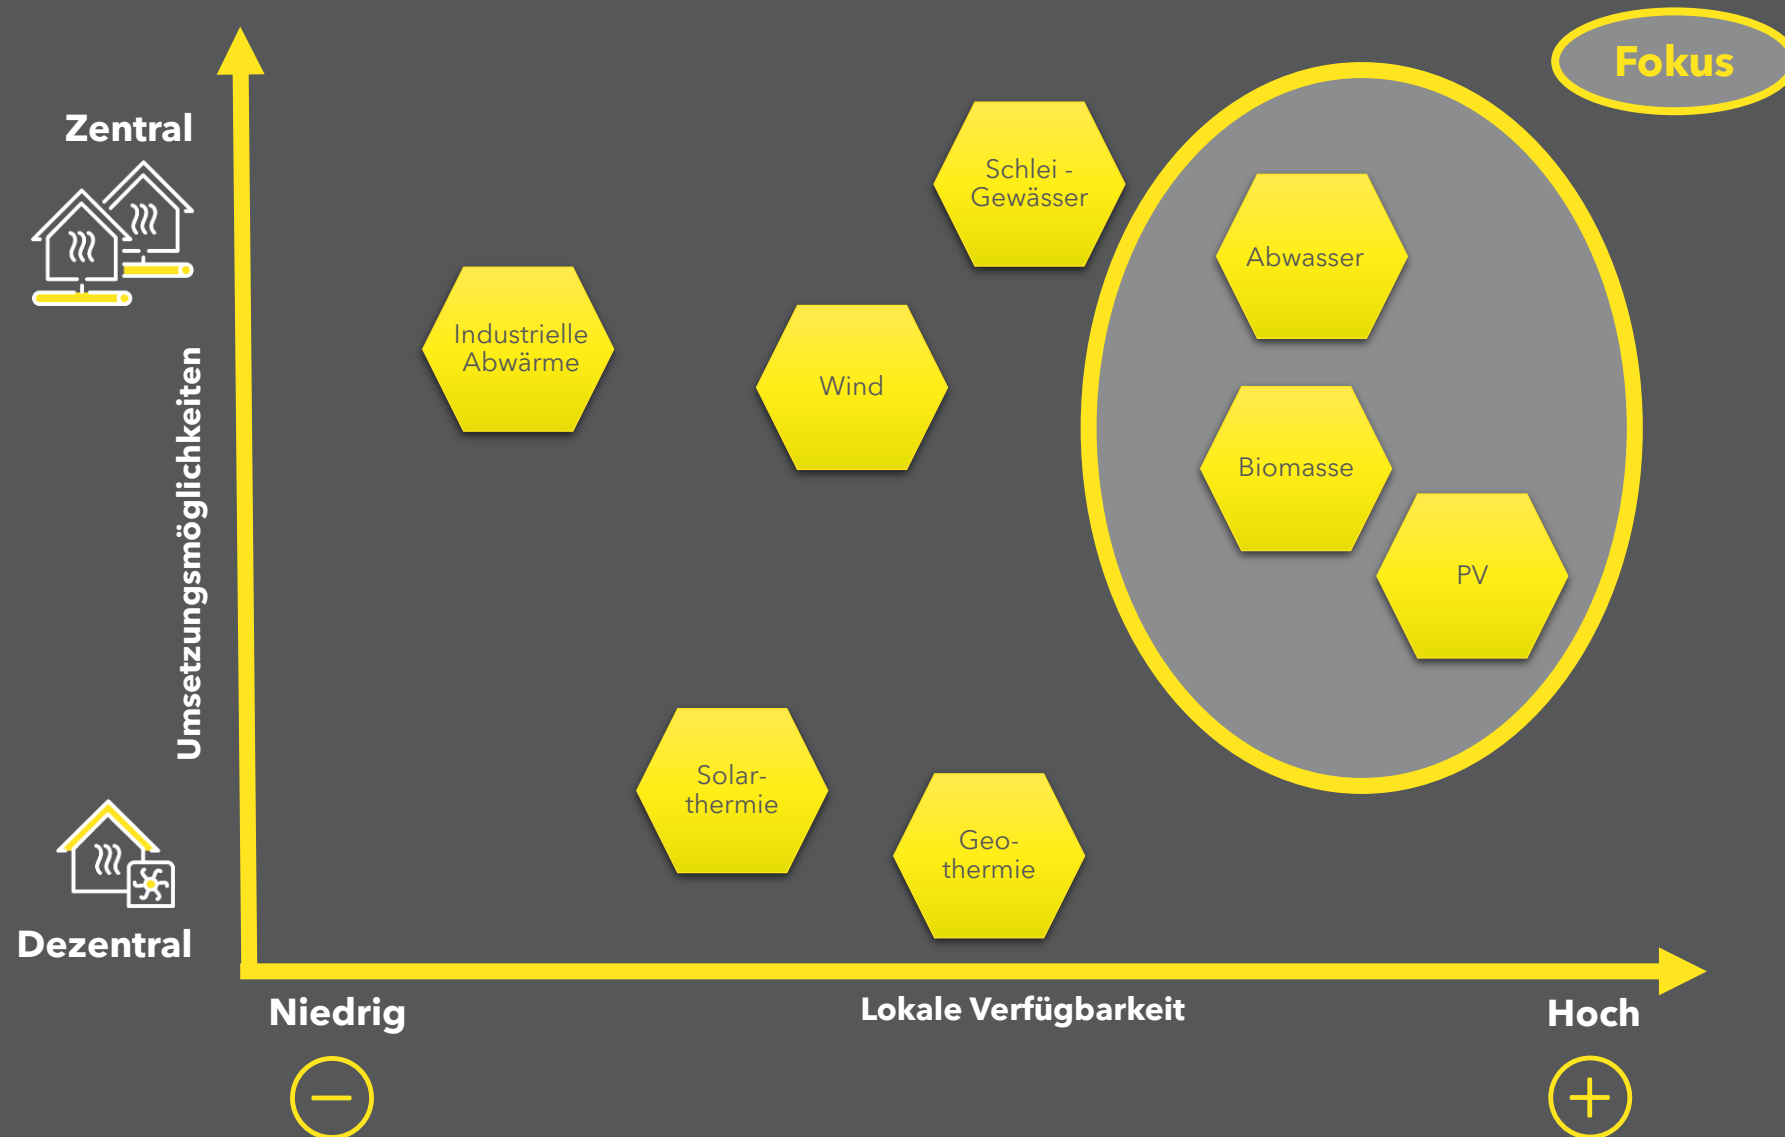 Fokus
Zentral
Schlei -
Gewässer
Abwasser
Industrielle
Abwärme
Wind
Biomasse
Umsetzungsmöglichkeiten
PV
Solar-
thermie
Geo-
thermie
Dezentral
Niedrig
Lokale Verfügbarkeit
Hoch